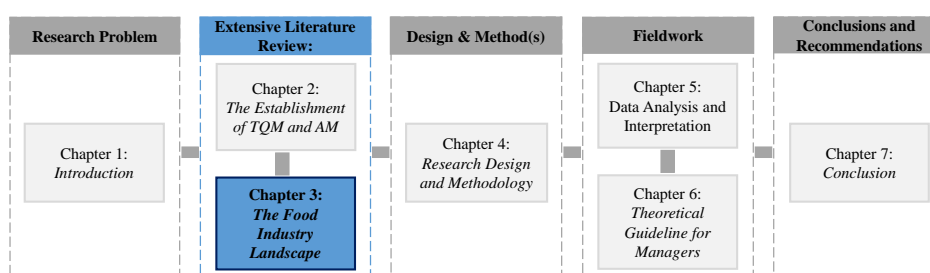 Research Problem
Chapter 1:
Introduction
Extensive Literature
Review:
Chapter 2:
The Establishment
of TQM and AM
Chapter 3:
The Food
Industry
Landscape
Design & Method(s)
Chapter 4:
Research Design
and Methodology
Fieldwork
Chapter 5:
Data Analysis and
Interpretation
Chapter 6:
Theoretical
Guideline for
Managers
Conclusions and
Recommendations
Chapter 7:
Conclusion